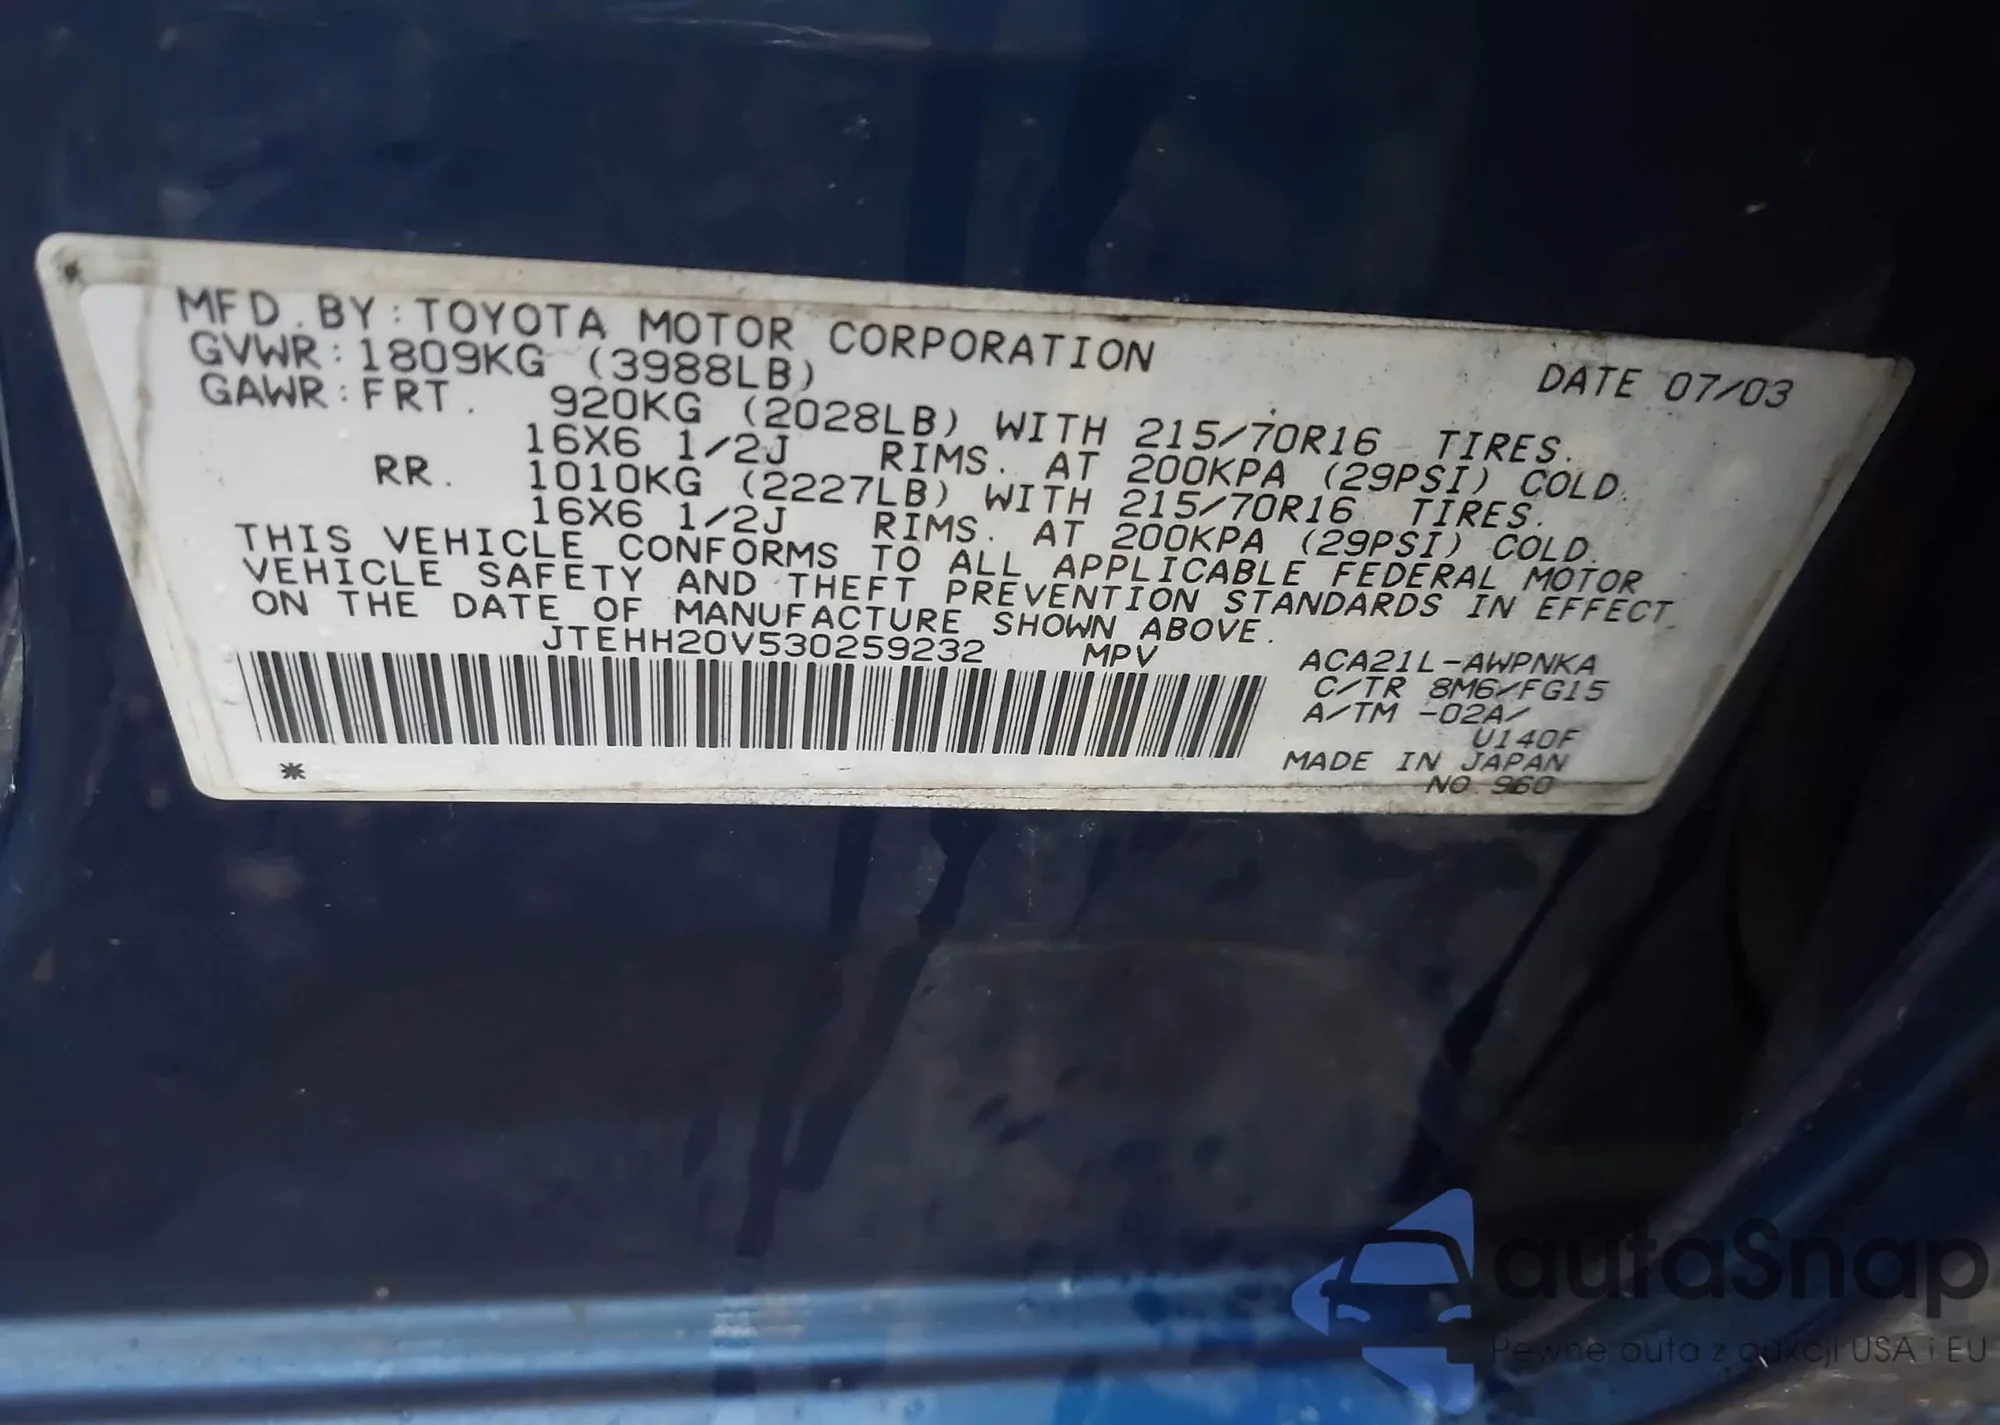 MFD. BY: TOYOTA MOTOR CORPORATION DATE 07/03
GVWR: 1809KG (3988LB)
GAWR: FRT. 920KG (2028LB) WITH 215/70R16 TIRES.
16X6 1/2J RIMS. AT 200KPA (29PSI) COLD.
RR. 1010KG (2227LB) WITH 215/70R16 TIRES.
16X6 1/2J RIMS. AT 200KPA (29PSI) COLD.
THIS VEHICLE CONFORMS TO ALL APPLICABLE FEDERAL MOTOR
VEHICLE SAFETY AND THEFT PREVENTION STANDARDS IN EFFECT
ON THE DATE OF MANUFACTURE SHOWN ABOVE.
JTEHH20V530259232 MPV
ACA21L-AWPNKA
C/TR 8M6/FG15
A/TM -02A/
U140F
MADE IN JAPAN
NO. 960
autaSnap
Pewne auta z aukcji USA i EU